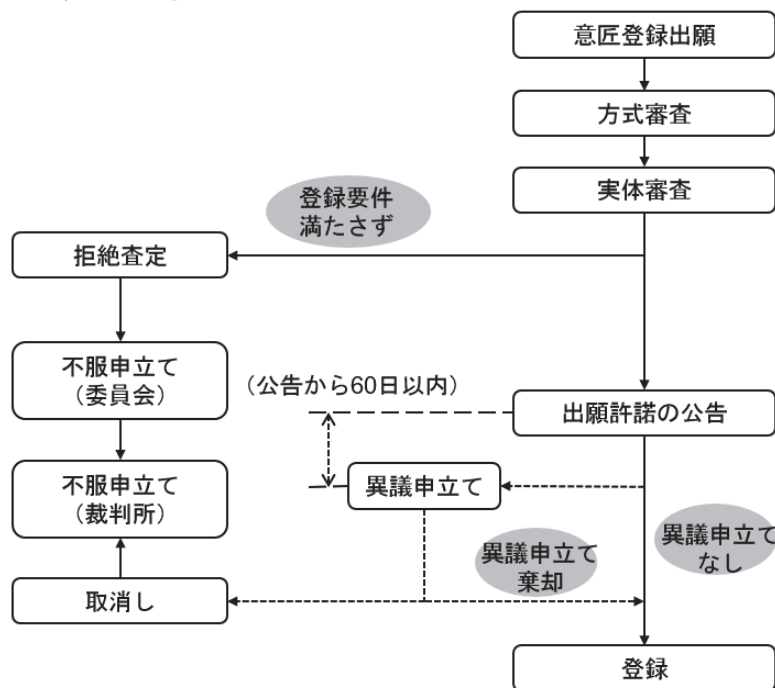 意匠登録出願
方式審査
実体審査
登録要件
満たさず
拒絶査定
不服申立て
(委員会)
(公告から60日以内)
出願許諾の公告
不服申立て
(裁判所)
異議申立て
異議申立て
なし
異議申立て
棄却
取消し
登録